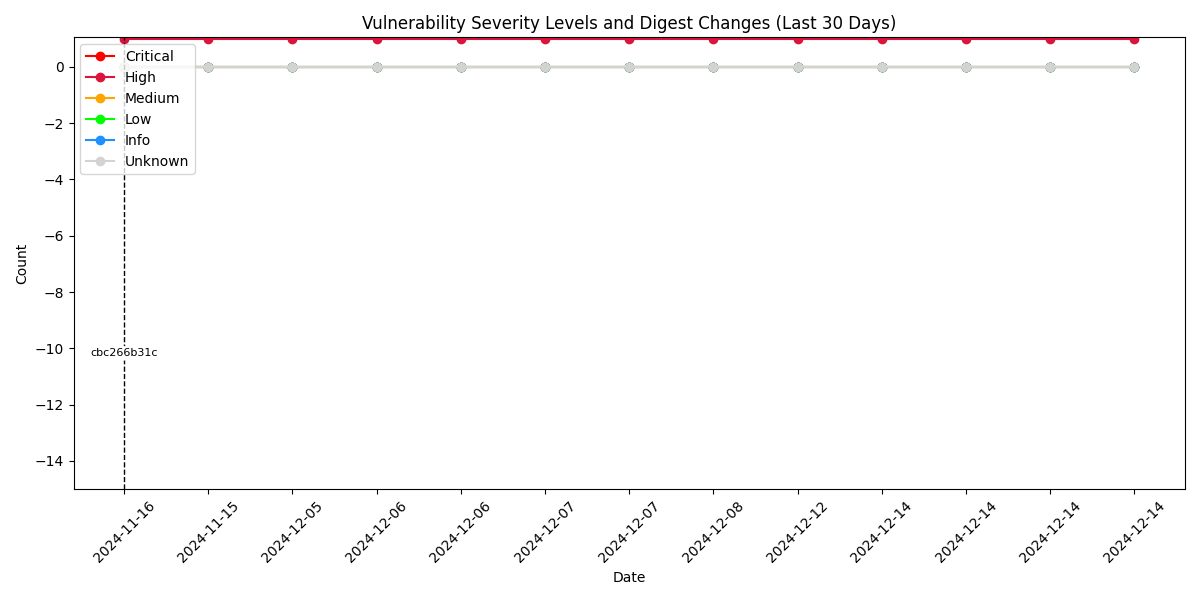 Vulnerability Severity Levels and Digest Changes (Last 30 Days)
Critical
High
Medium
Low
Info
Unknown
0
−2
−4
−6
−8
−10
−12
−14
Count
cbc266b31c
2024-11-16
2024-11-15
2024-12-05
2024-12-06
2024-12-06
2024-12-07
2024-12-07
2024-12-08
2024-12-12
2024-12-14
2024-12-14
2024-12-14
2024-12-14
Date